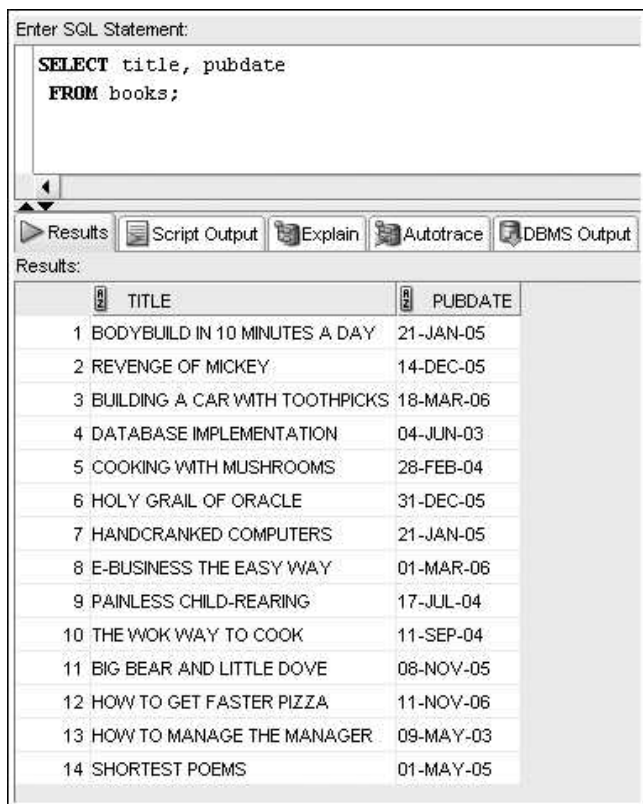 Enter SQL Statement:
SELECT title, pubdate
FROM books;
Results Script Output Explain Autotrace DBMS Output
Results:
TITLE PUBDATE
1 BODYBUILD IN 10 MINUTES A DAY 21-JAN-05
2 REVENGE OF MICKEY 14-DEC-05
3 BUILDING A CAR WITH TOOTHPICKS 18-MAR-06
4 DATABASE IMPLEMENTATION 04-JUN-03
5 COOKING WITH MUSHROOMS 28-FEB-04
6 HOLY GRAIL OF ORACLE 31-DEC-05
7 HANDCRANKED COMPUTERS 21-JAN-05
8 E-BUSINESS THE EASY WAY 01-MAR-06
9 PAINLESS CHILD-REARING 17-JUL-04
10 THE WOK WAY TO COOK 11-SEP-04
11 BIG BEAR AND LITTLE DOVE 08-NOV-05
12 HOW TO GET FASTER PIZZA 11-NOV-06
13 HOW TO MANAGE THE MANAGER 09-MAY-03
14 SHORTEST POEMS 01-MAY-05